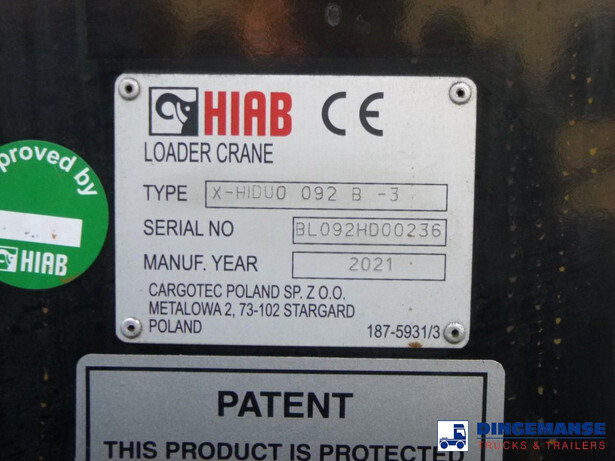 HIAB CE
LOADER CRANE
TYPE X-HIDUO 092 B -3
SERIAL NO BL092HD00236
MANUF. YEAR 2021
CARGOTEC POLAND SP. Z O.O.
METALOWA 2, 73-102 STARGARD
POLAND 187-5931/3
proved by
HIAB
PATENT
THIS PRODUCT IS PROTECTED
DINGEMANSE
TRUCKS & TRAILERS